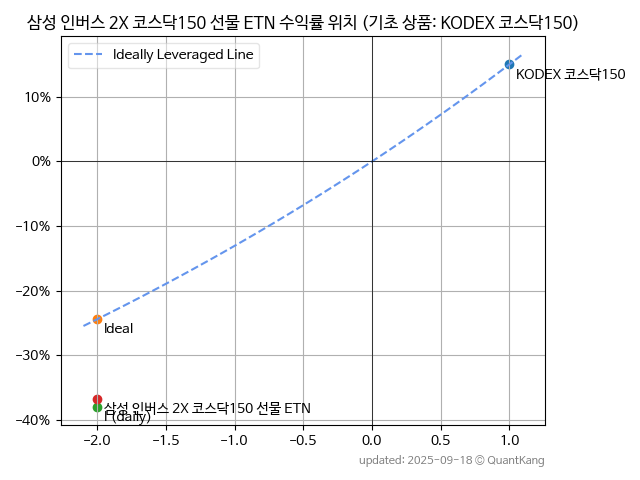 삼성 인버스 2X 코스닥150 선물 ETN 수익률 위치 (기초 상품: KODEX 코스닥150)
Ideally Leveraged Line
KODEX 코스닥150
10%
0%
−10%
−20%
−30%
−40%
Ideal
삼성 인버스 2X 코스닥150 선물 ETN
(daily)
−2.0 −1.5 −1.0 −0.5 0.0 0.5 1.0
updated: 2025-09-18 © QuantKang